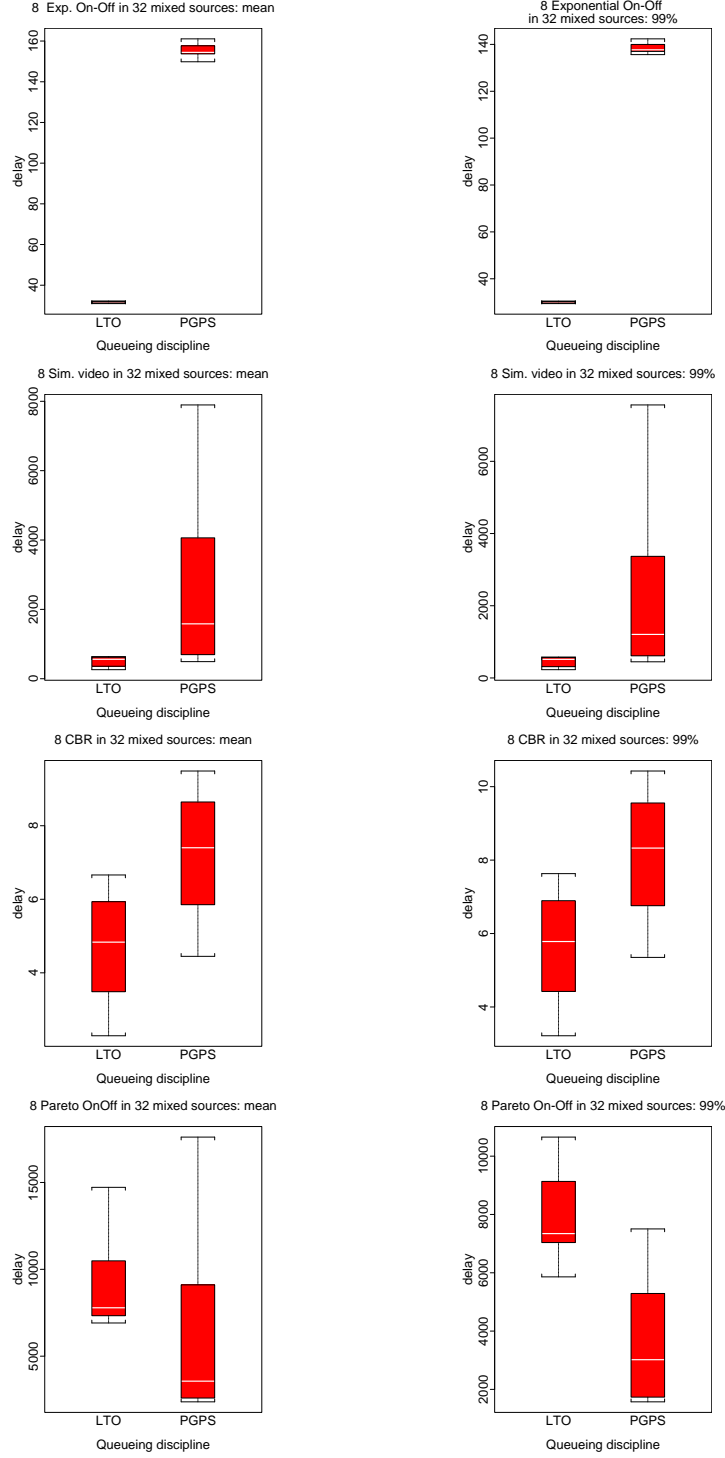 8 Exp. On-Off in 32 mixed sources: mean
delay
40
60
80
100
120
140
160
LTO
PGPS
Queueing discipline
8 Exponential On-Off
in 32 mixed sources: 99%
delay
40
60
80
100
120
140
LTO
PGPS
Queueing discipline
8 Sim. video in 32 mixed sources: mean
delay
0
2000
4000
6000
8000
LTO
PGPS
Queueing discipline
8 Sim. video in 32 mixed sources: 99%
delay
0
2000
4000
6000
LTO
PGPS
Queueing discipline
8 CBR in 32 mixed sources: mean
delay
4
6
8
LTO
PGPS
Queueing discipline
8 CBR in 32 mixed sources: 99%
delay
4
6
8
10
LTO
PGPS
Queueing discipline
8 Pareto OnOff in 32 mixed sources: mean
delay
5000
10000
15000
LTO
PGPS
Queueing discipline
8 Pareto On-Off in 32 mixed sources: 99%
delay
2000
4000
6000
8000
10000
LTO
PGPS
Queueing discipline